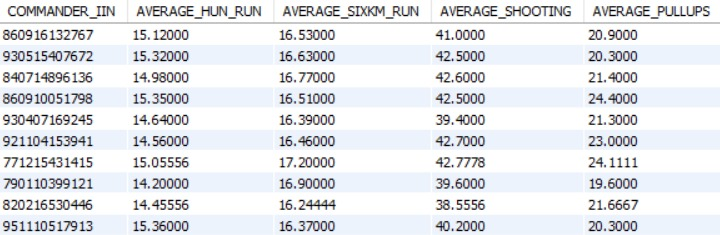 COMMANDER_IIN AVERAGE_HUN_RUN AVERAGE_SIXKM_RUN AVERAGE_SHOOTING AVERAGE_PULLUPS
860916132767 15.12000 16.53000 41.0000 20.9000
930515407672 15.32000 16.63000 42.5000 20.3000
840714896136 14.98000 16.77000 42.6000 21.4000
860910051798 15.35000 16.51000 42.5000 24.4000
930407169245 14.64000 16.39000 39.4000 21.3000
921104153941 14.56000 16.46000 42.7000 23.0000
771215431415 15.05556 17.20000 42.7778 24.1111
790110399121 14.20000 16.90000 39.6000 19.6000
820216530446 14.45556 16.24444 38.5556 21.6667
951110517913 15.36000 16.37000 40.2000 20.3000